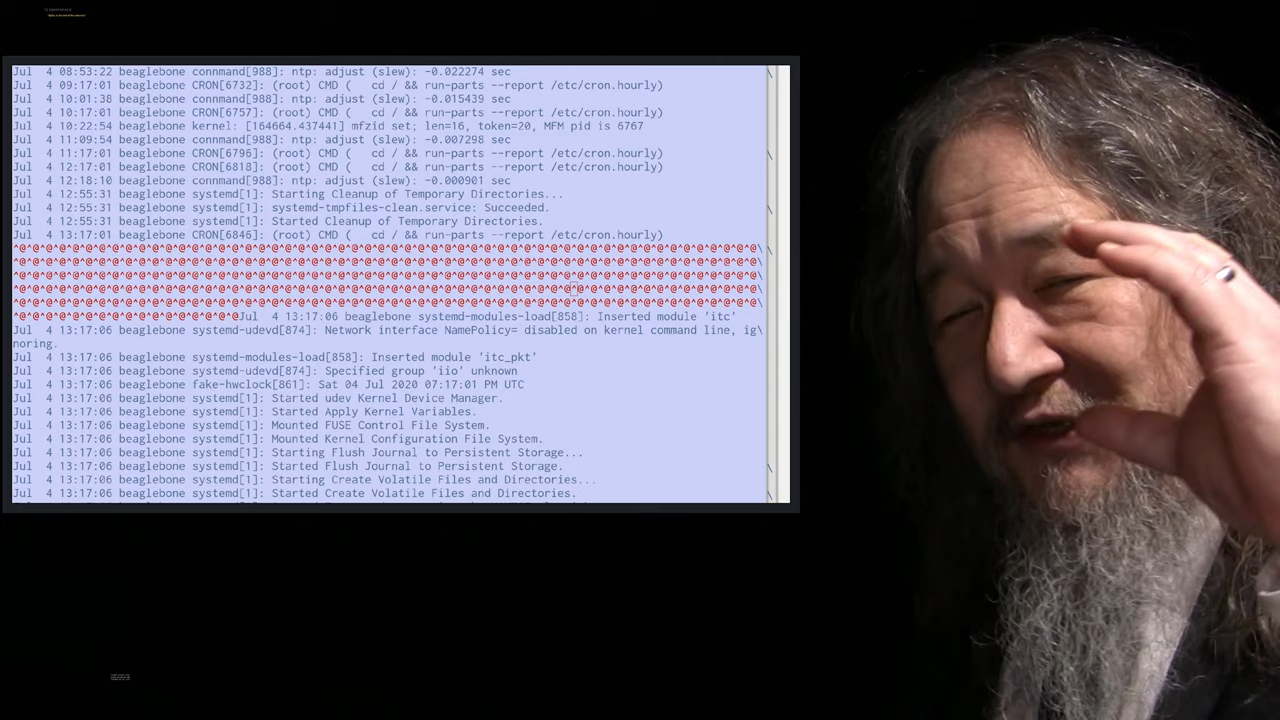 Jul  4 08:53:22 beaglebone connmand[988]: ntp: adjust (slew): -0.022274 sec
Jul  4 09:17:01 beaglebone CRON[6732]: (root) CMD (   cd / && run-parts --report /etc/cron.hourly)
Jul  4 10:01:38 beaglebone connmand[988]: ntp: adjust (slew): -0.015439 sec
Jul  4 10:17:01 beaglebone CRON[6757]: (root) CMD (   cd / && run-parts --report /etc/cron.hourly)
Jul  4 10:22:54 beaglebone kernel: [164664.437441] mfzid set; len=16, token=20, MFM pid is 6767
Jul  4 11:09:54 beaglebone connmand[988]: ntp: adjust (slew): -0.007298 sec
Jul  4 11:17:01 beaglebone CRON[6796]: (root) CMD (   cd / && run-parts --report /etc/cron.hourly)
Jul  4 12:17:01 beaglebone CRON[6818]: (root) CMD (   cd / && run-parts --report /etc/cron.hourly)
Jul  4 12:18:10 beaglebone connmand[988]: ntp: adjust (slew): -0.000901 sec
Jul  4 12:55:31 beaglebone systemd[1]: Starting Cleanup of Temporary Directories...
Jul  4 12:55:31 beaglebone systemd[1]: systemd-tmpfiles-clean.service: Succeeded.
Jul  4 12:55:31 beaglebone systemd[1]: Started Cleanup of Temporary Directories.
Jul  4 13:17:01 beaglebone CRON[6846]: (root) CMD (   cd / && run-parts --report /etc/cron.hourly)
^@^@^@^@^@^@^@^@^@^@^@^@^@^@^@^@^@^@^@^@^@^@^@^@^@^@^@^@^@^@^@^@^@^@^@^@^@^@^@^@^@^@^@^@^@^@^@^@^@^@^@^@^@^@^@^@\
^@^@^@^@^@^@^@^@^@^@^@^@^@^@^@^@^@^@^@^@^@^@^@^@^@^@^@^@^@^@^@^@^@^@^@^@^@^@^@^@^@^@^@^@^@^@^@^@^@^@^@^@^@^@^@^@\
^@^@^@^@^@^@^@^@^@^@^@^@^@^@^@^@^@^@^@^@^@^@^@^@^@^@^@^@^@^@^@^@^@^@^@^@^@^@^@^@^@^@^@^@^@^@^@^@^@^@^@^@^@^@^@^@\
^@^@^@^@^@^@^@^@^@^@^@^@^@^@^@^@^@^@^@^@^@^@^@^@^@^@^@^@^@^@^@^@^@^@^@^@^@^@^@^@^@^@^@^@^@^@^@^@^@^@^@^@^@^@^@^@\
^@^@^@^@^@^@^@^@^@^@^@^@^@^@^@^@^@^@^@^@^@^@^@^@^@^@^@^@^@^@^@^@^@^@^@^@^@^@^@^@^@^@^@^@^@^@^@^@^@^@^@^@^@^@^@^@\
^@^@^@^@^@^@^@^@^@^@^@^@^@^@^@^@^@Jul  4 13:17:06 beaglebone systemd-modules-load[858]: Inserted module 'itc'
Jul  4 13:17:06 beaglebone systemd-udevd[874]: Network interface NamePolicy= disabled on kernel command line, ig\
noring.
Jul  4 13:17:06 beaglebone systemd-modules-load[858]: Inserted module 'itc_pkt'
Jul  4 13:17:06 beaglebone systemd-udevd[874]: Specified group 'iio' unknown
Jul  4 13:17:06 beaglebone fake-hwclock[861]: Sat 04 Jul 2020 07:17:01 PM UTC
Jul  4 13:17:06 beaglebone systemd[1]: Started udev Kernel Device Manager.
Jul  4 13:17:06 beaglebone systemd[1]: Started Apply Kernel Variables.
Jul  4 13:17:06 beaglebone systemd[1]: Mounted FUSE Control File System.
Jul  4 13:17:06 beaglebone systemd[1]: Mounted Kernel Configuration File System.
Jul  4 13:17:06 beaglebone systemd[1]: Starting Flush Journal to Persistent Storage...
Jul  4 13:17:06 beaglebone systemd[1]: Started Flush Journal to Persistent Storage.
Jul  4 13:17:06 beaglebone systemd[1]: Starting Create Volatile Files and Directories...
Jul  4 13:17:06 beaglebone systemd[1]: Started Create Volatile Files and Directories.